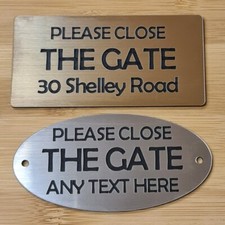 PLEASE CLOSE
THE GATE
30 Shelley Road
PLEASE CLOSE
THE GATE
ANY TEXT HERE